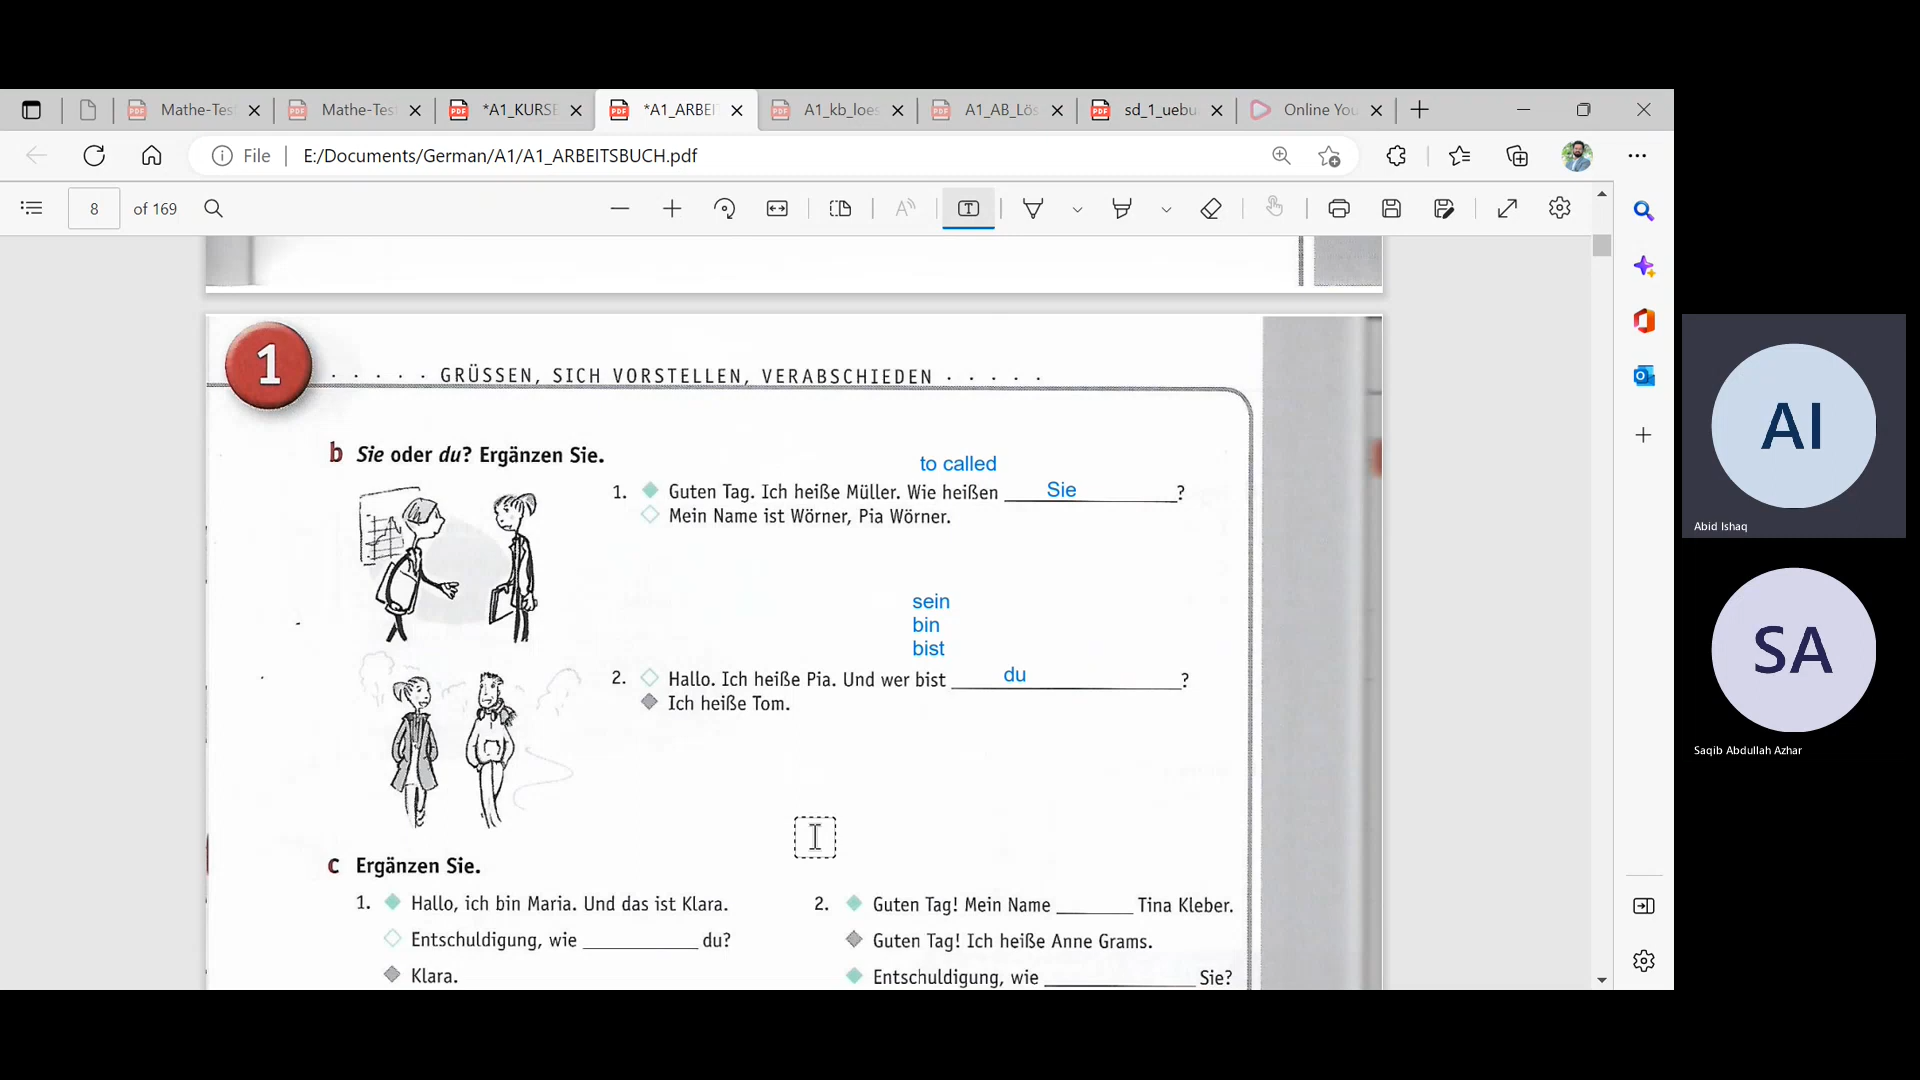 Mathe-Tes
Mathe-Tes
*A1_KURSE
*A1_ARBEI
A1_kb_loes
A1_AB_Lös
sd_1_uebu
Online You
File
E:/Documents/German/A1/A1_ARBEITSBUCH.pdf
8 of 169
1
GRÜSSEN, SICH VORSTELLEN, VERABSCHIEDEN
b Sie oder du? Ergänzen Sie.
to called
1. Guten Tag. Ich heiße Müller. Wie heißen Sie ?
Mein Name ist Wörner, Pia Wörner.
sein
bin
bist
2. Hallo. Ich heiße Pia. Und wer bist du ?
Ich heiße Tom.
c Ergänzen Sie.
1. Hallo, ich bin Maria. Und das ist Klara.
Entschuldigung, wie __________ du?
Klara.
2. Guten Tag! Mein Name _______ Tina Kleber.
Guten Tag! Ich heiße Anne Grams.
Entschuldigung, wie ______________ Sie?
AI
Abid Ishaq
SA
Saqib Abdullah Azhar